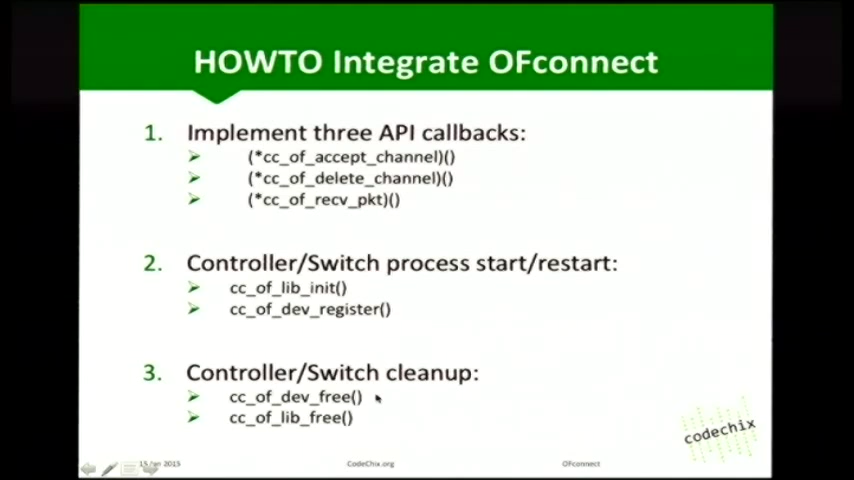 HOWTO Integrate OFconnect
1. Implement three API callbacks:
(*cc_of_accept_channel)()
(*cc_of_delete_channel)()
(*cc_of_recv_pkt)()
2. Controller/Switch process start/restart:
cc_of_lib_init()
cc_of_dev_register()
3. Controller/Switch cleanup:
cc_of_dev_free()
cc_of_lib_free()
codechix
15 Jan 2015 CodeChix.org OFconnect